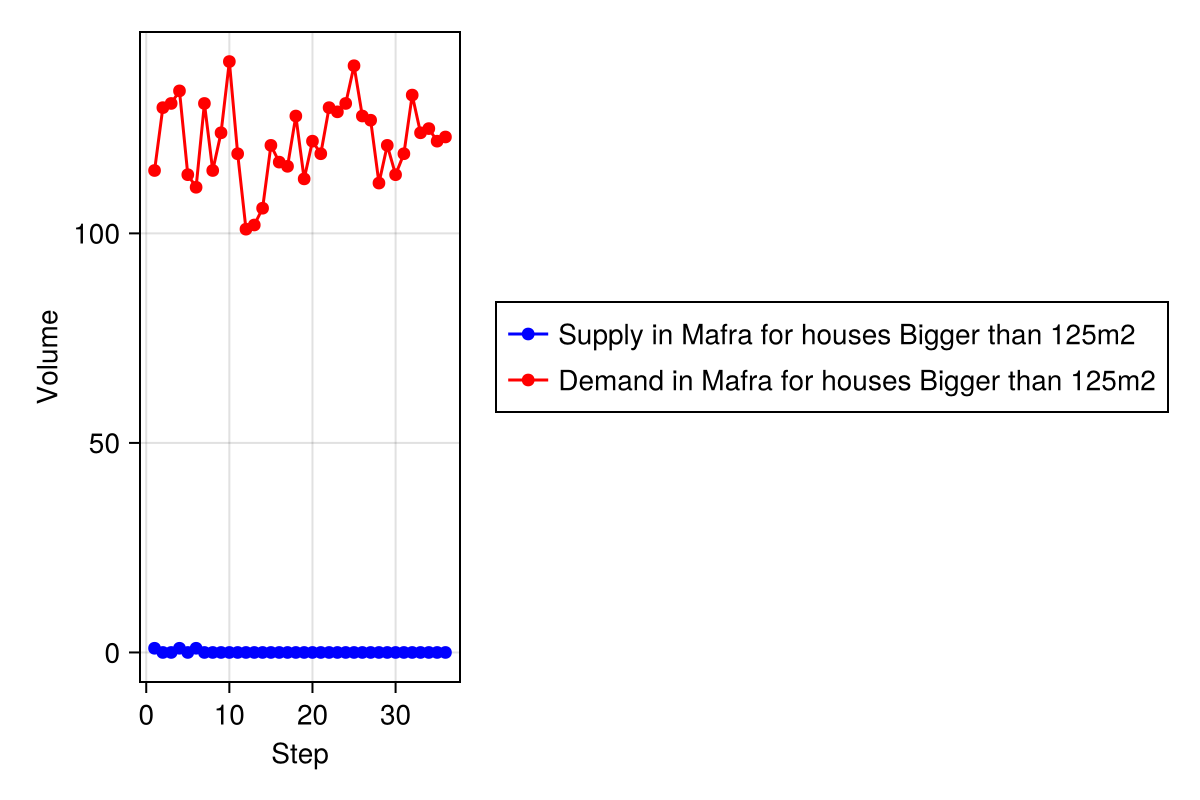 Volume
100
50
0
0 10 20 30
Step
Supply in Mafra for houses Bigger than 125m2
Demand in Mafra for houses Bigger than 125m2